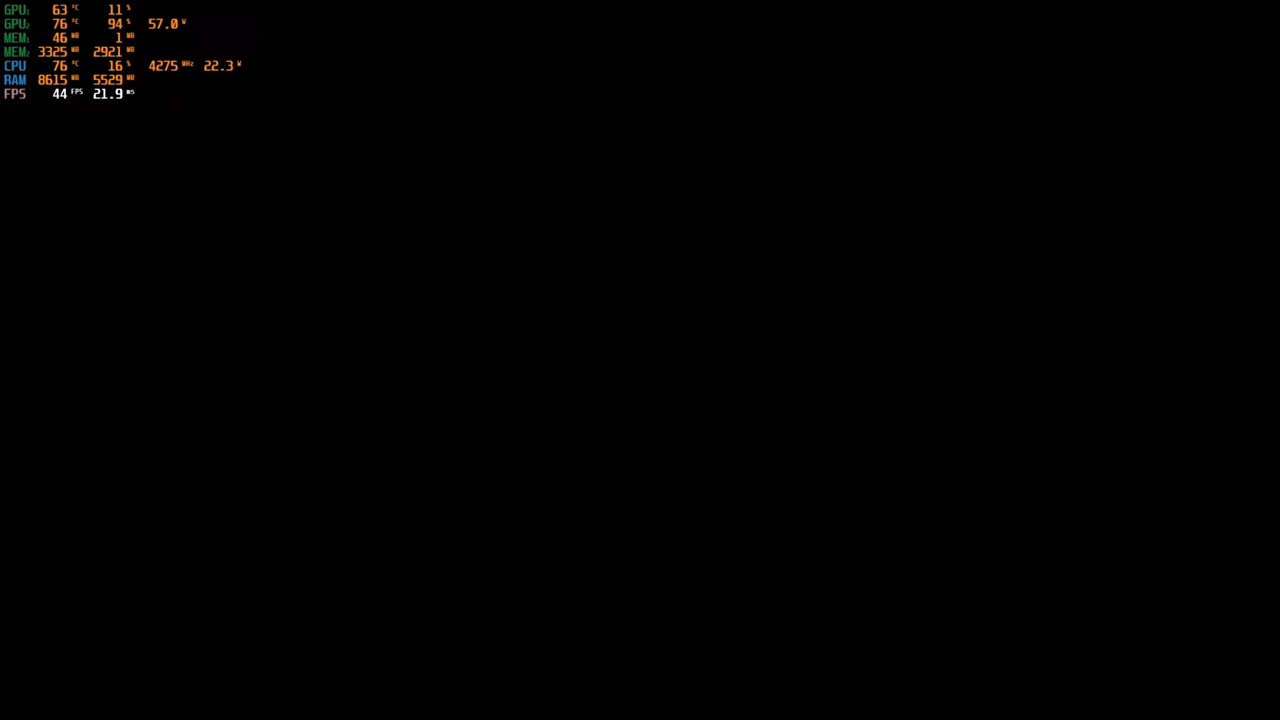 GPU₁ 63 °C 11 %
GPU₂ 76 °C 94 % 57.0 W
MEM₁ 46 MB 1 MB
MEM₂ 3325 MB 2921 MB
CPU 76 °C 16 % 4275 MHz 22.3 W
RAM 8615 MB 5529 MB
FPS 44 FPS 21.9 ms